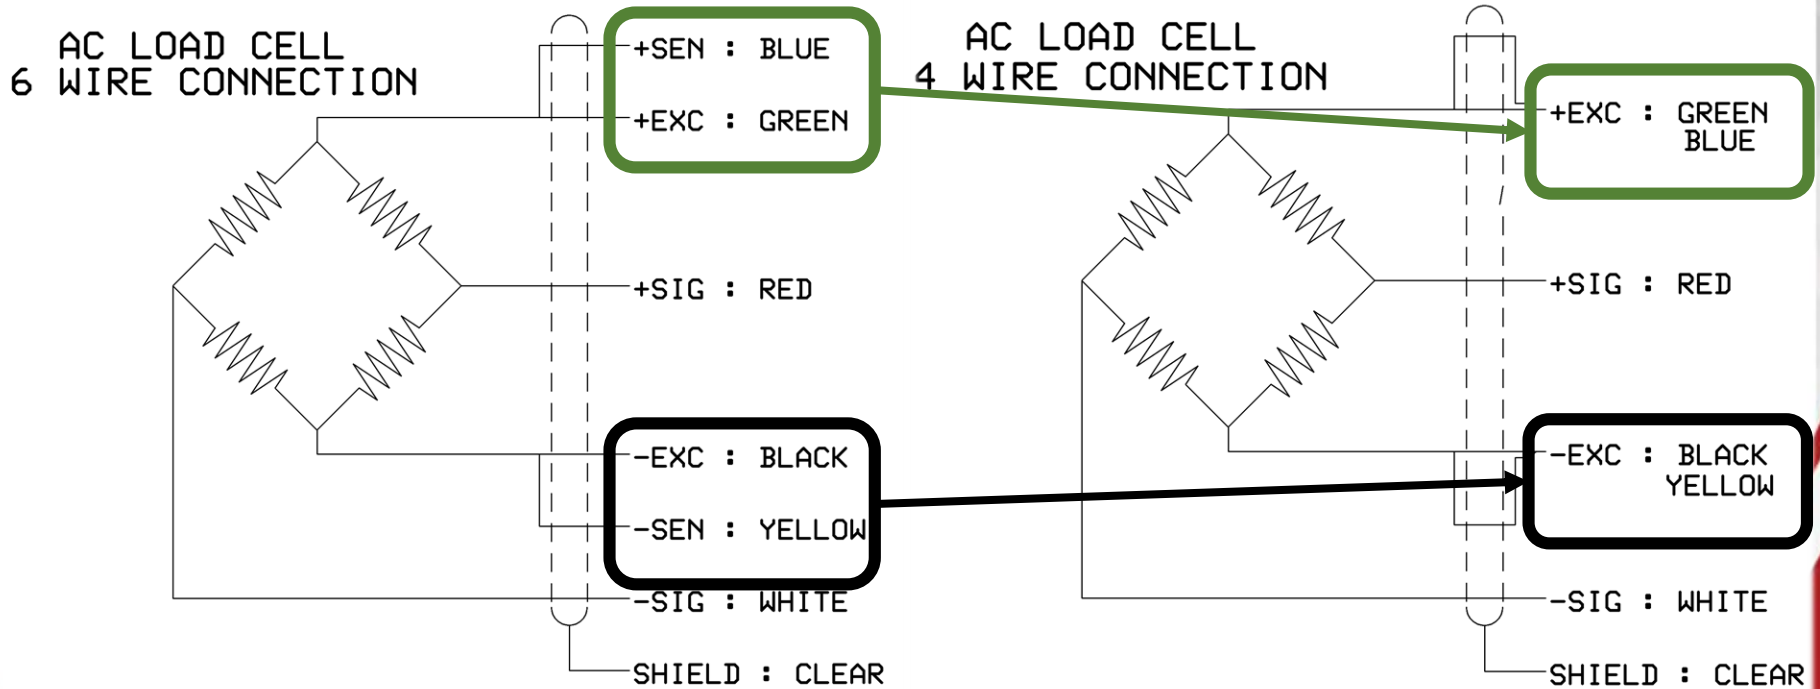 AC LOAD CELL
6 WIRE CONNECTION
+SEN : BLUE
+EXC : GREEN
+SIG : RED
-EXC : BLACK
-SEN : YELLOW
-SIG : WHITE
SHIELD : CLEAR
AC LOAD CELL
4 WIRE CONNECTION
+EXC : GREEN
BLUE
+SIG : RED
-EXC : BLACK
YELLOW
-SIG : WHITE
SHIELD : CLEAR